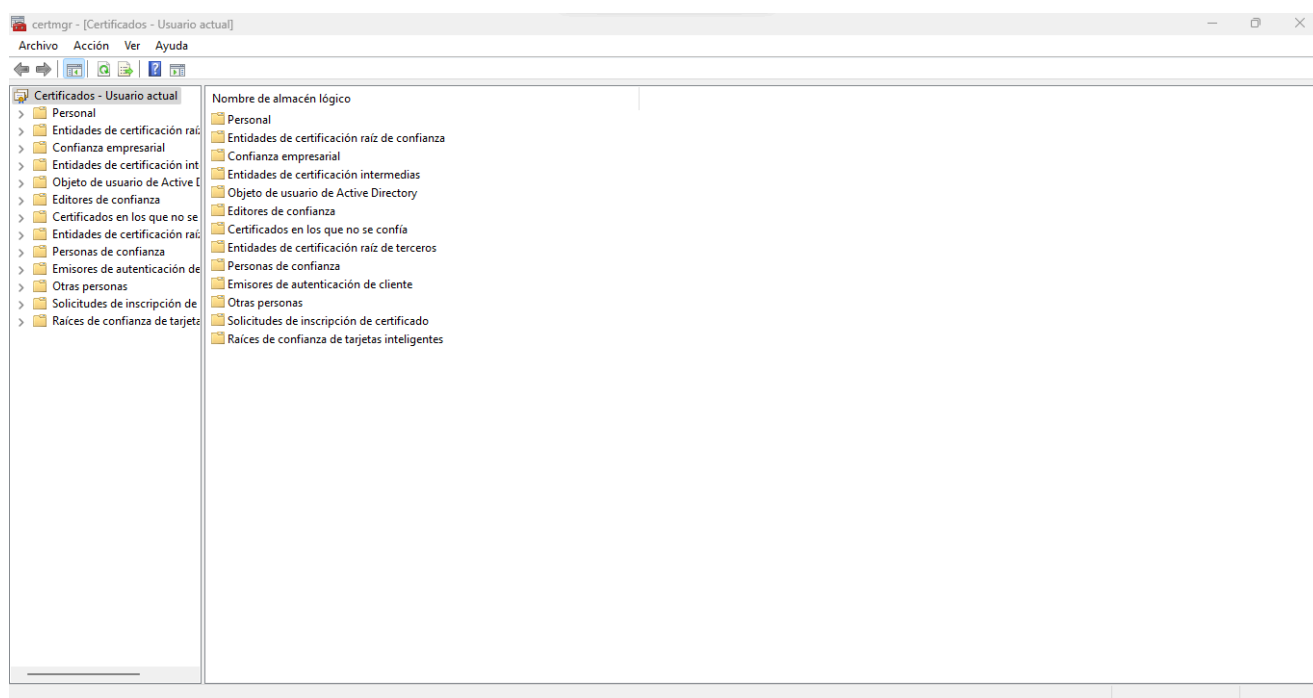 certmgr - [Certificados - Usuario actual]
Archivo Acción Ver Ayuda
Certificados - Usuario actual
Personal
Entidades de certificación raí
Confianza empresarial
Entidades de certificación int
Objeto de usuario de Active D
Editores de confianza
Certificados en los que no se
Entidades de certificación raí
Personas de confianza
Emisores de autenticación de
Otras personas
Solicitudes de inscripción de
Raíces de confianza de tarjeta
Nombre de almacén lógico
Personal
Entidades de certificación raíz de confianza
Confianza empresarial
Entidades de certificación intermedias
Objeto de usuario de Active Directory
Editores de confianza
Certificados en los que no se confía
Entidades de certificación raíz de terceros
Personas de confianza
Emisores de autenticación de cliente
Otras personas
Solicitudes de inscripción de certificado
Raíces de confianza de tarjetas inteligentes